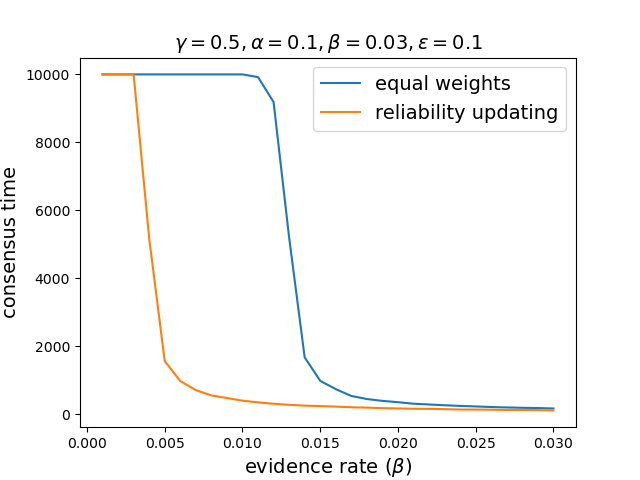 γ = 0.5, α = 0.1, β = 0.03, ε = 0.1
equal weights
reliability updating
consensus time
10000
8000
6000
4000
2000
0
0.000 0.005 0.010 0.015 0.020 0.025 0.030
evidence rate (β)